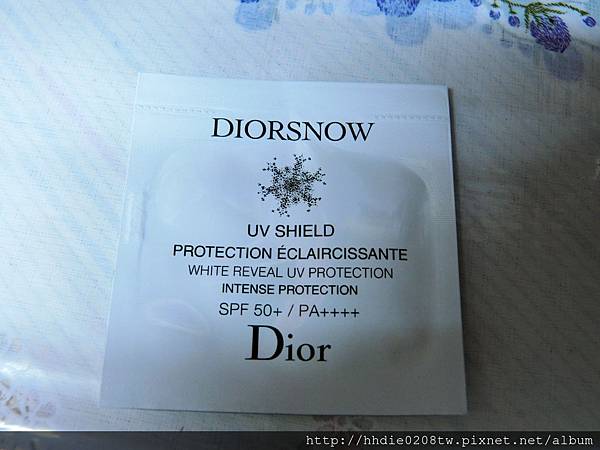 DIORSNOW
UV SHIELD
PROTECTION ÉCLAIRCISSANTE
WHITE REVEAL UV PROTECTION
INTENSE PROTECTION
SPF 50+ / PA++++
Dior
http://hhdie0208tw.pixnet.net/album